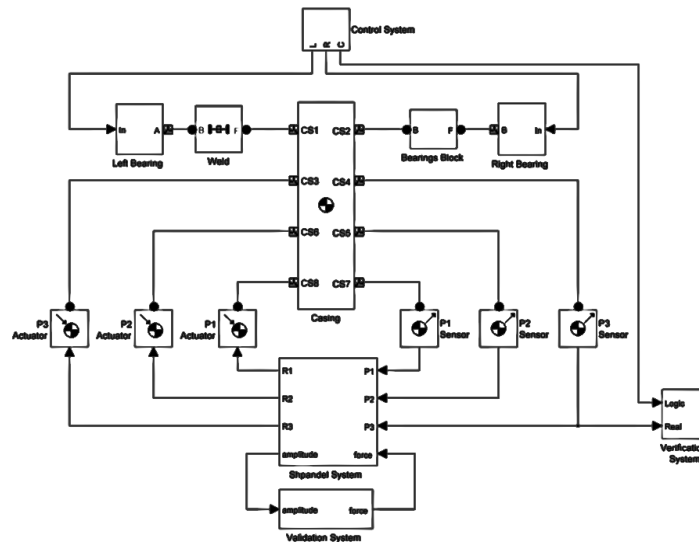 Control System
L
R
C
In
A
B
F
CS1
CS2
B
F
B
In
Left Bearing
Weld
Bearings Block
Right Bearing
CS3
CS4
CS6
CS5
CS8
CS7
Casing
P3
Actuator
P2
Actuator
P1
Actuator
P1
Sensor
P2
Sensor
P3
Sensor
R1
P1
R2
P2
R3
P3
amplitude
force
Shpandel System
amplitude
force
Validation System
Logic
Real
Verification
System